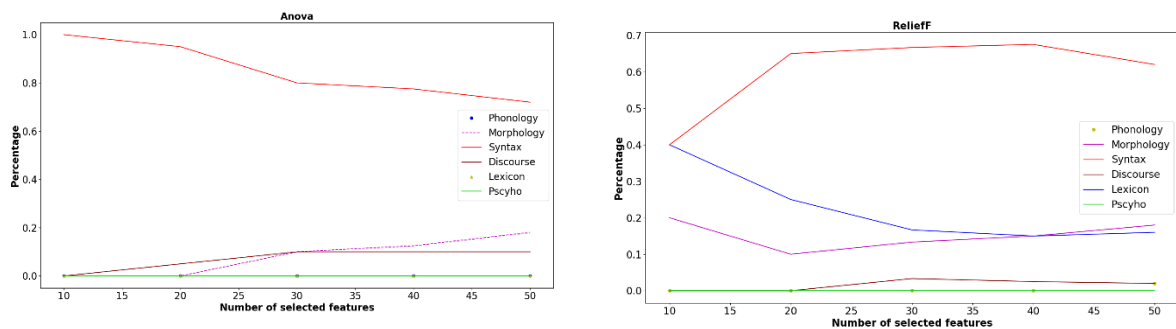 Anova
Percentage
1.0
0.8
0.6
0.4
0.2
0.0
Phonology
Morphology
Syntax
Discourse
Lexicon
Pscyho
10 15 20 25 30 35 40 45 50
Number of selected features
ReliefF
Percentage
0.7
0.6
0.5
0.4
0.3
0.2
0.1
0.0
Phonology
Morphology
Syntax
Discourse
Lexicon
Pscyho
10 15 20 25 30 35 40 45 50
Number of selected features